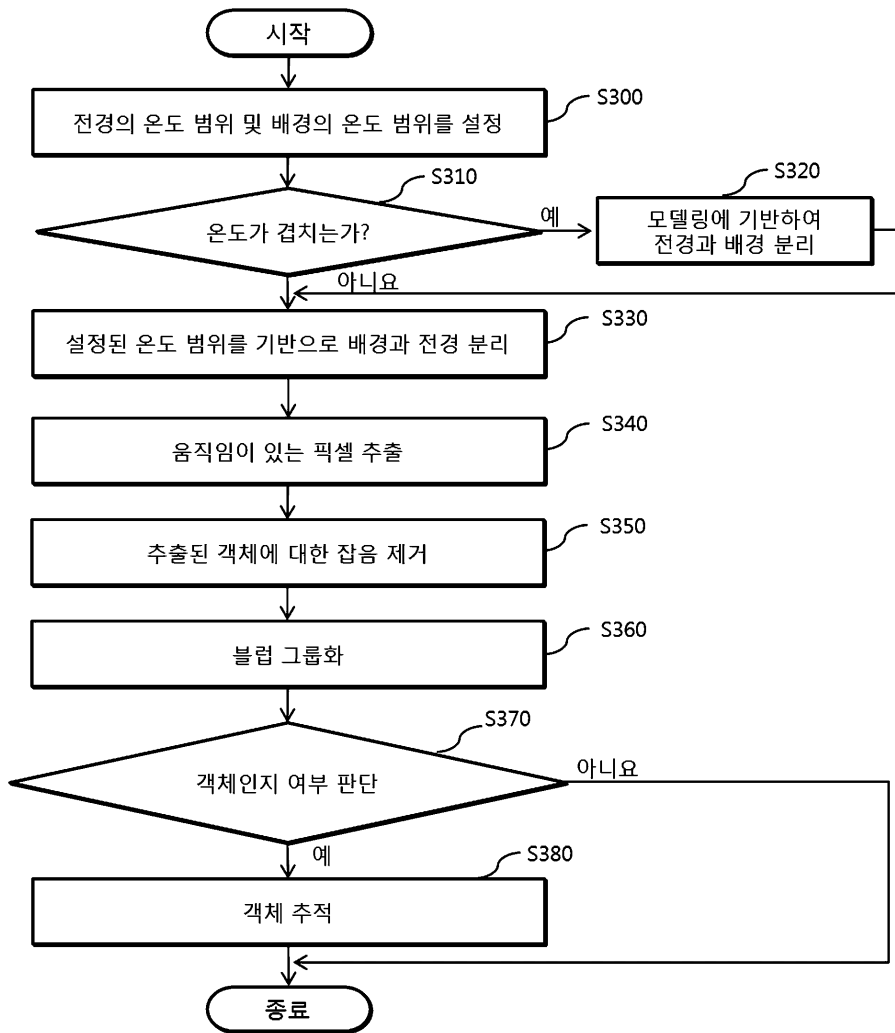 시작
전경의 온도 범위 및 배경의 온도 범위를 설정
S300
온도가 겹치는가?
S310
예
모델링에 기반하여
전경과 배경 분리
S320
아니요
설정된 온도 범위를 기반으로 배경과 전경 분리
S330
움직임이 있는 픽셀 추출
S340
추출된 객체에 대한 잡음 제거
S350
블럽 그룹화
S360
객체인지 여부 판단
S370
아니요
예
객체 추적
S380
종료